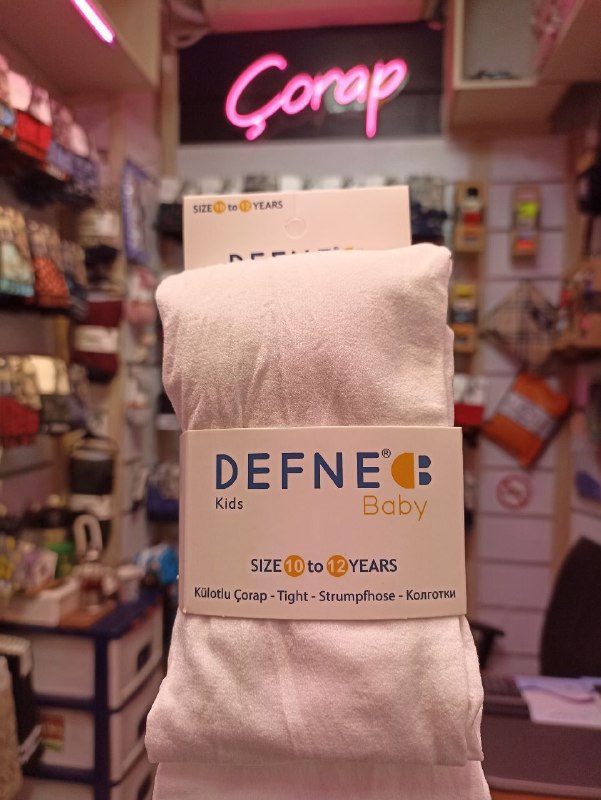 Çorap
SIZE 10 to 12 YEARS
DEFNE
DEFNE® B
Kids
Baby
SIZE 10 to 12 YEARS
Külotlu Çorap - Tight - Strumpfhose - Колготки